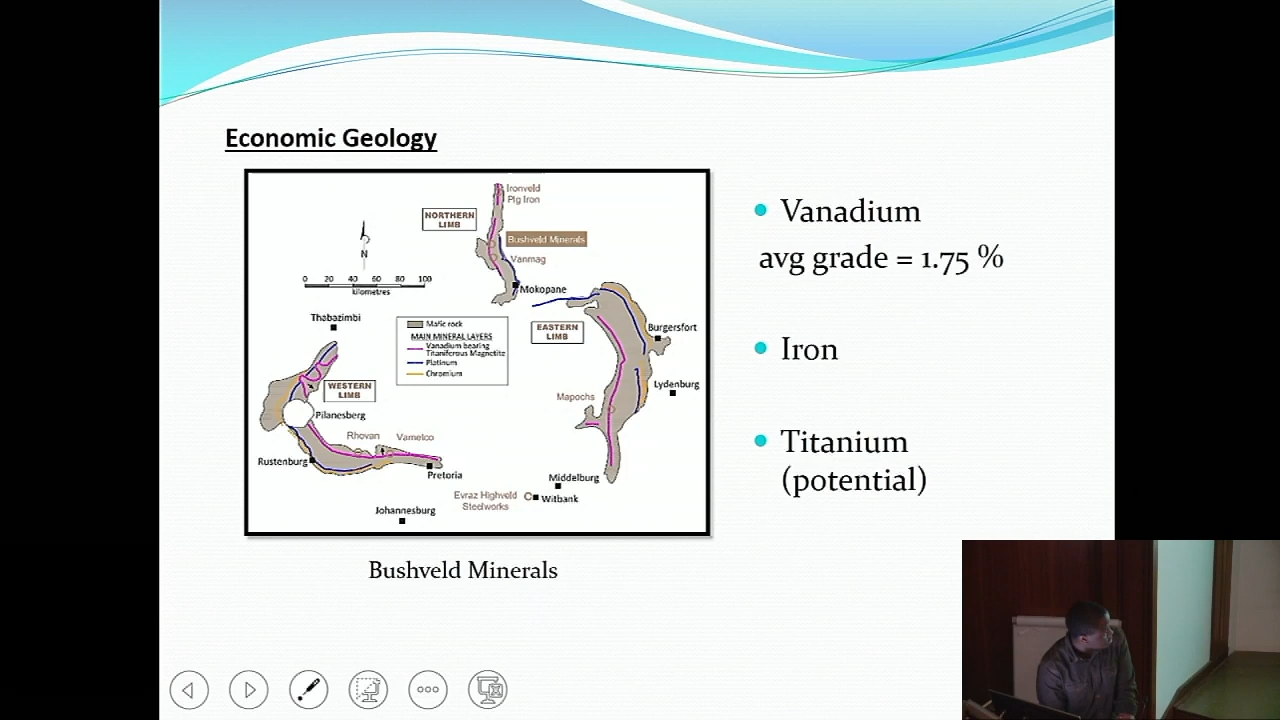 Economic Geology
Ironveld
Pig Iron
NORTHERN
LIMB
Bushveld Minerals
N
Vanmag
0 20 40 60 80 100
kilometres
Mokopane
Thabazimbi
Mafic rock
MAIN MINERAL LAYERS
Vanadium bearing
Titaniferous Magnetite
Platinum
Chromium
EASTERN
LIMB
Burgersfort
WESTERN
LIMB
Lydenburg
Mapochs
Pilanesberg
Rhovan
Vametco
Rustenburg
Pretoria
Middelburg
Evraz Highveld
Steelworks
Witbank
Johannesburg
Bushveld Minerals
Vanadium
avg grade = 1.75 %
Iron
Titanium
(potential)